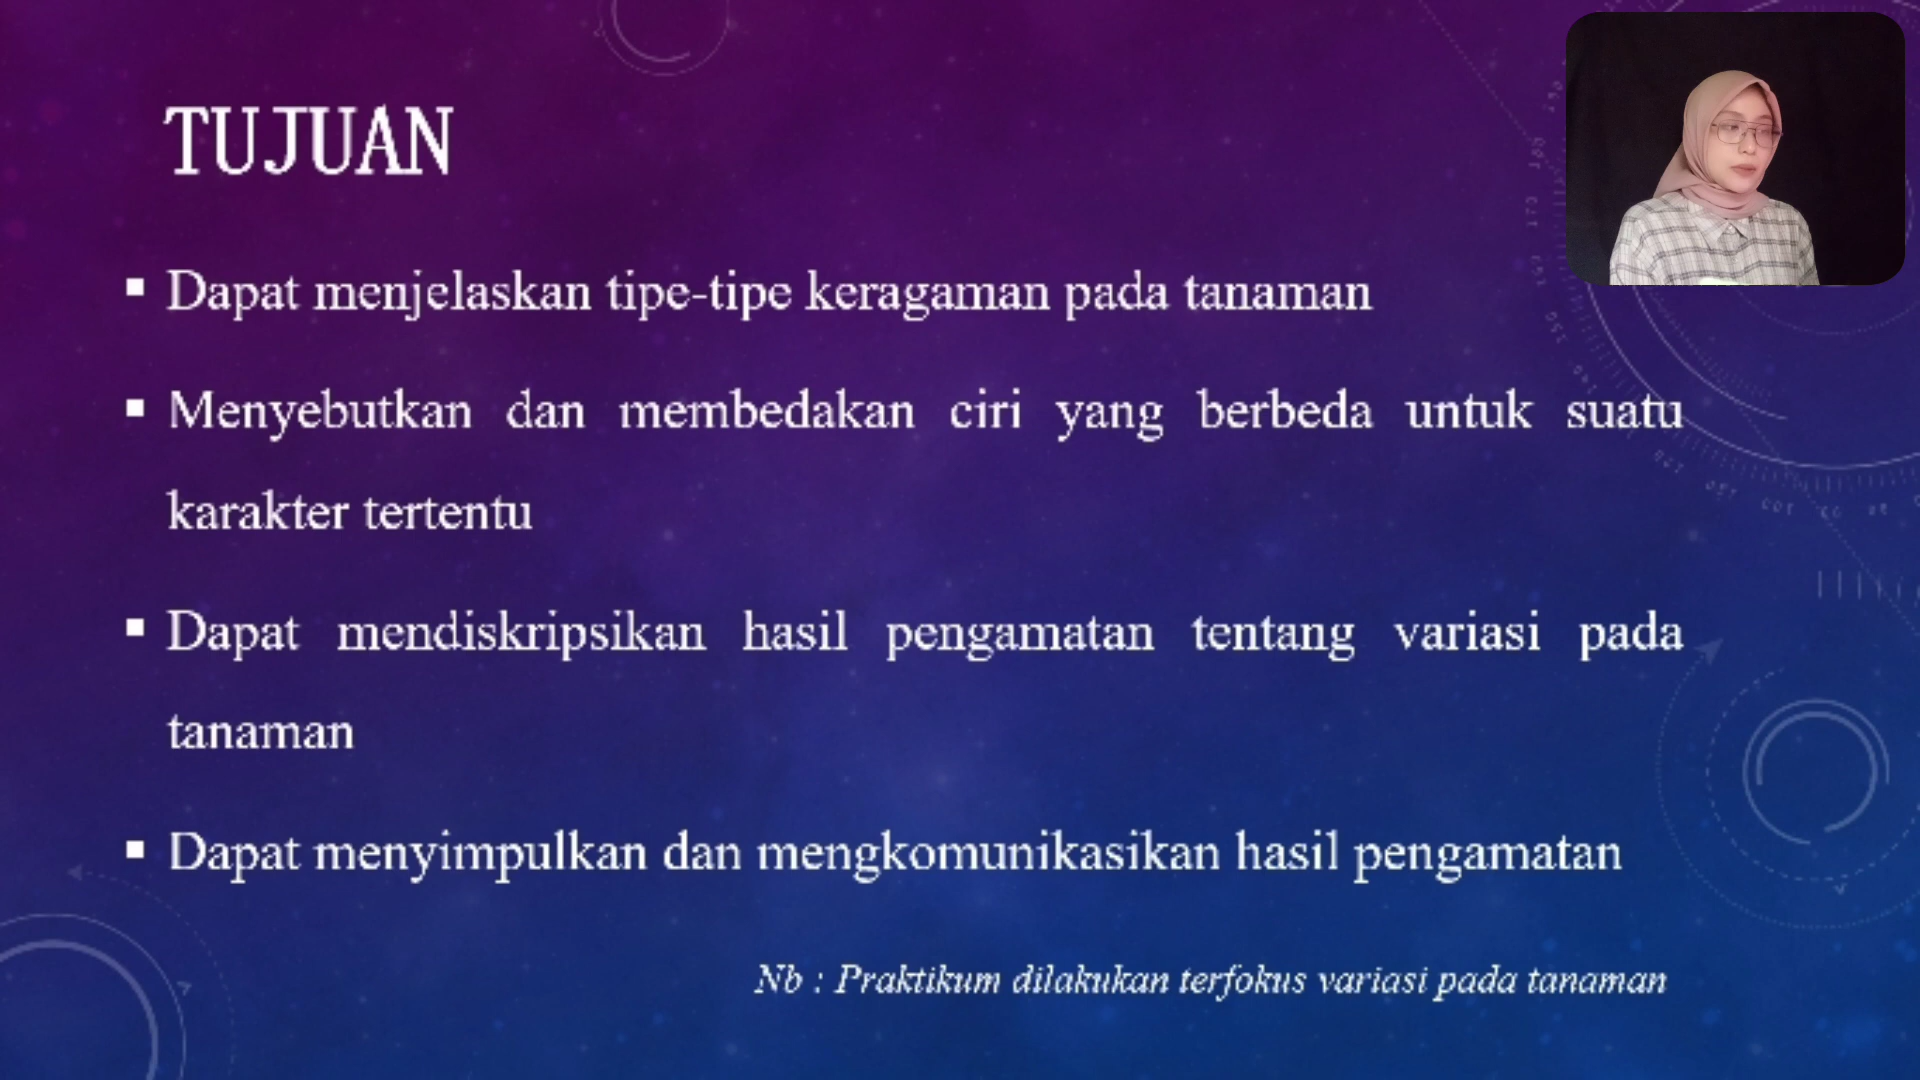 TUJUAN
▪ Dapat menjelaskan tipe-tipe keragaman pada tanaman
▪ Menyebutkan dan membedakan ciri yang berbeda untuk suatu
karakter tertentu
▪ Dapat mendiskripsikan hasil pengamatan tentang variasi pada
tanaman
▪ Dapat menyimpulkan dan mengkomunikasikan hasil pengamatan
Nb : Praktikum dilakukan terfokus variasi pada tanaman